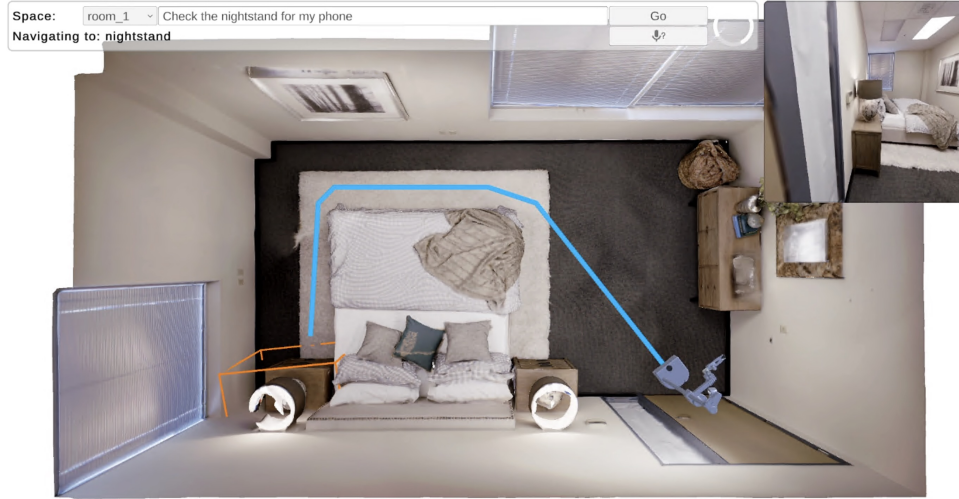 Space: room_1 Check the nightstand for my phone Go
Navigating to: nightstand ?